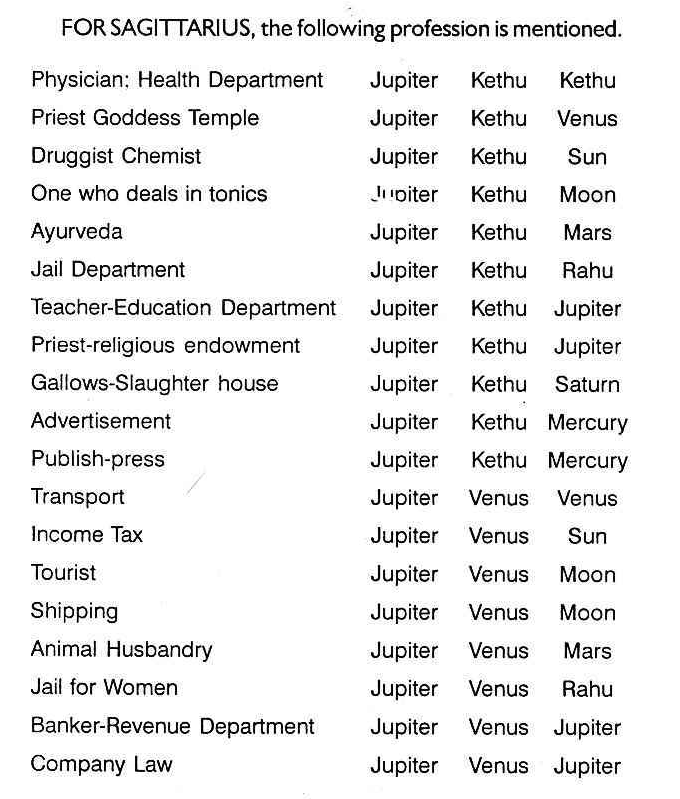 FOR SAGITTARIUS, the following profession is mentioned.
Physician: Health Department Jupiter Kethu Kethu
Priest Goddess Temple Jupiter Kethu Venus
Druggist Chemist Jupiter Kethu Sun
One who deals in tonics Jupiter Kethu Moon
Ayurveda Jupiter Kethu Mars
Jail Department Jupiter Kethu Rahu
Teacher-Education Department Jupiter Kethu Jupiter
Priest-religious endowment Jupiter Kethu Jupiter
Gallows-Slaughter house Jupiter Kethu Saturn
Advertisement Jupiter Kethu Mercury
Publish-press Jupiter Kethu Mercury
Transport Jupiter Venus Venus
Income Tax Jupiter Venus Sun
Tourist Jupiter Venus Moon
Shipping Jupiter Venus Moon
Animal Husbandry Jupiter Venus Mars
Jail for Women Jupiter Venus Rahu
Banker-Revenue Department Jupiter Venus Jupiter
Company Law Jupiter Venus Jupiter